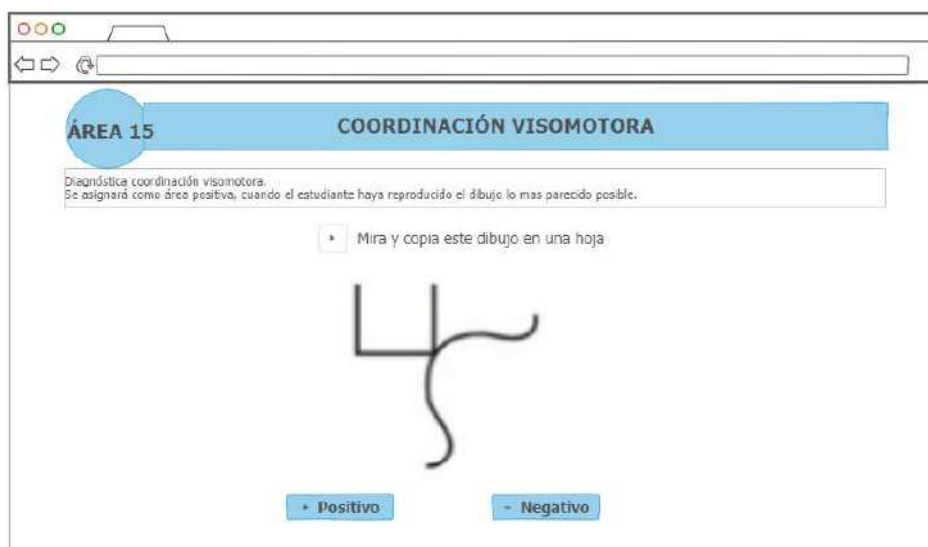 ÁREA 15
COORDINACIÓN VISOMOTORA
Diagnóstica coordinación visomotora.
Se asignará como área positiva, cuando el estudiante haya reproducido el dibujo lo mas parecido posible.
Mira y copia este dibujo en una hoja
+ Positivo
- Negativo